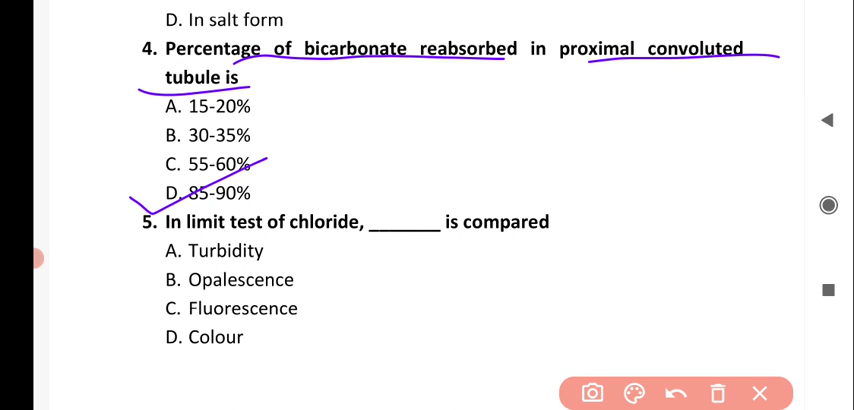 D. In salt form
4. Percentage of bicarbonate reabsorbed in proximal convoluted
tubule is
A. 15-20%
B. 30-35%
C. 55-60%
D. 85-90%
5. In limit test of chloride, _______ is compared
A. Turbidity
B. Opalescence
C. Fluorescence
D. Colour